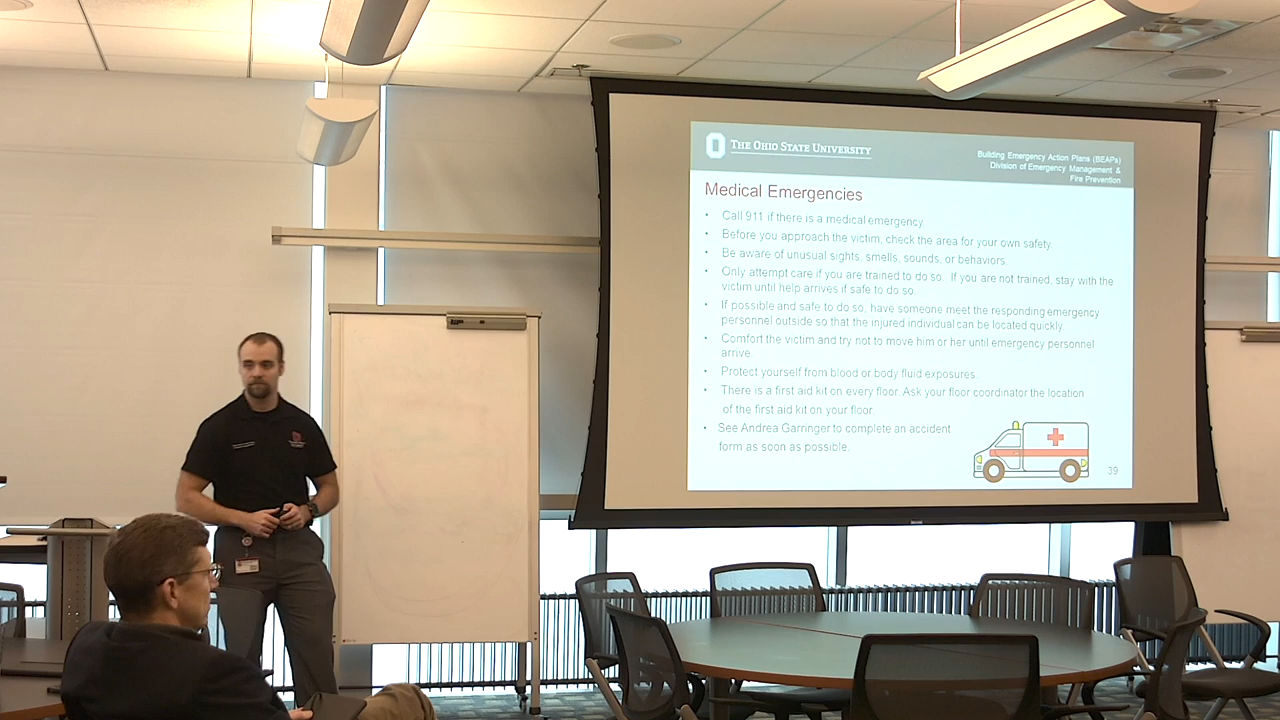 THE OHIO STATE UNIVERSITY
Building Emergency Action Plans (BEAPs)
Division of Emergency Management &
Fire Prevention
Medical Emergencies
• Call 911 if there is a medical emergency.
• Before you approach the victim, check the area for your own safety.
• Be aware of unusual sights, smells, sounds, or behaviors.
• Only attempt care if you are trained to do so. If you are not trained, stay with the
victim until help arrives if safe to do so.
• If possible and safe to do so, have someone meet the responding emergency
personnel outside so that the injured individual can be located quickly.
• Comfort the victim and try not to move him or her until emergency personnel
arrive.
• Protect yourself from blood or body fluid exposures.
• There is a first aid kit on every floor. Ask your floor coordinator the location
of the first aid kit on your floor.
• See Andrea Garringer to complete an accident
form as soon as possible.
39